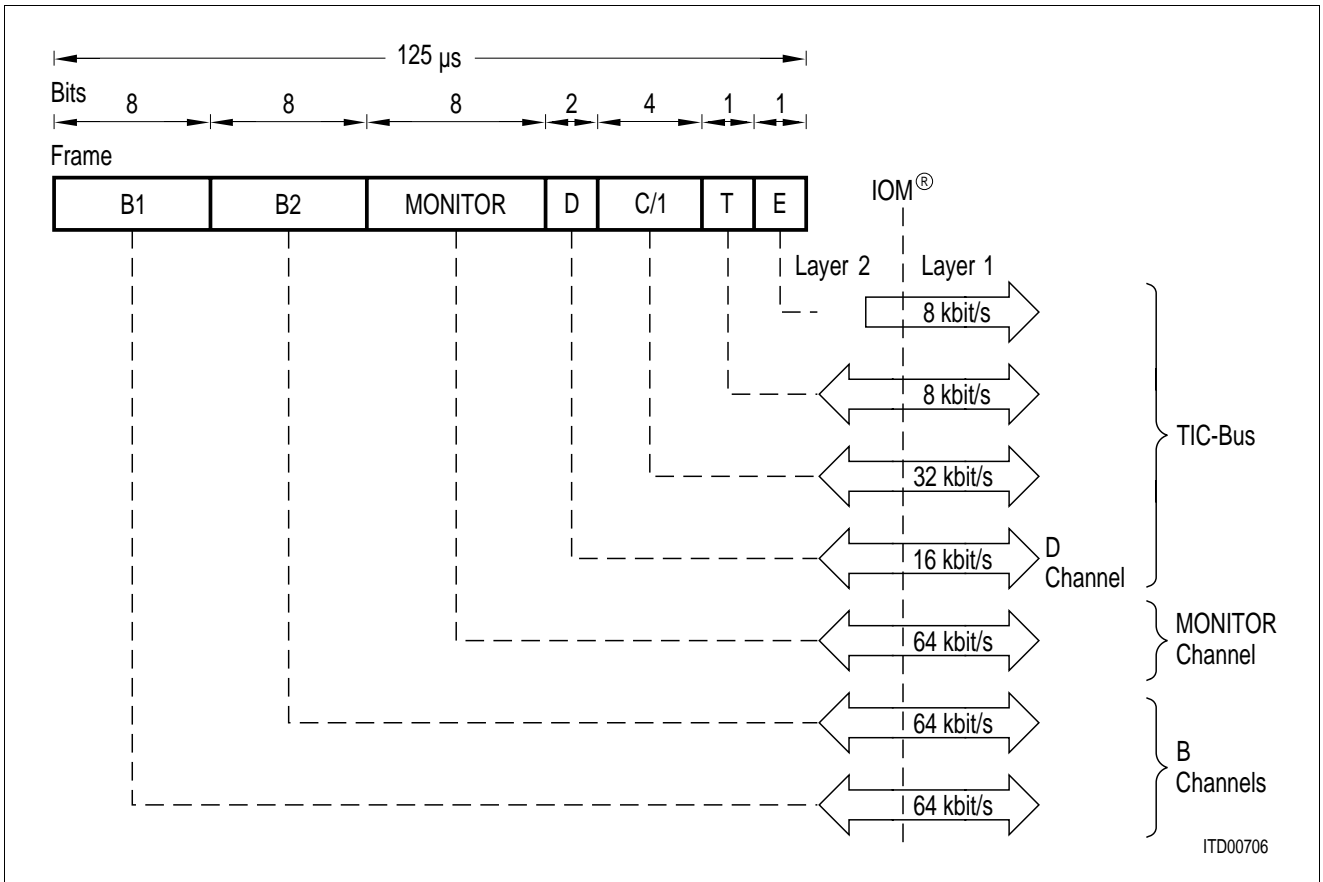 125 µs
Bits
8 8 8 2 4 1 1
Frame
B1 B2 MONITOR D C/1 T E
IOM®
Layer 2 Layer 1
8 kbit/s
8 kbit/s
TIC-Bus
32 kbit/s
16 kbit/s
D
Channel
64 kbit/s
MONITOR
Channel
64 kbit/s
B
Channels
64 kbit/s
ITD00706